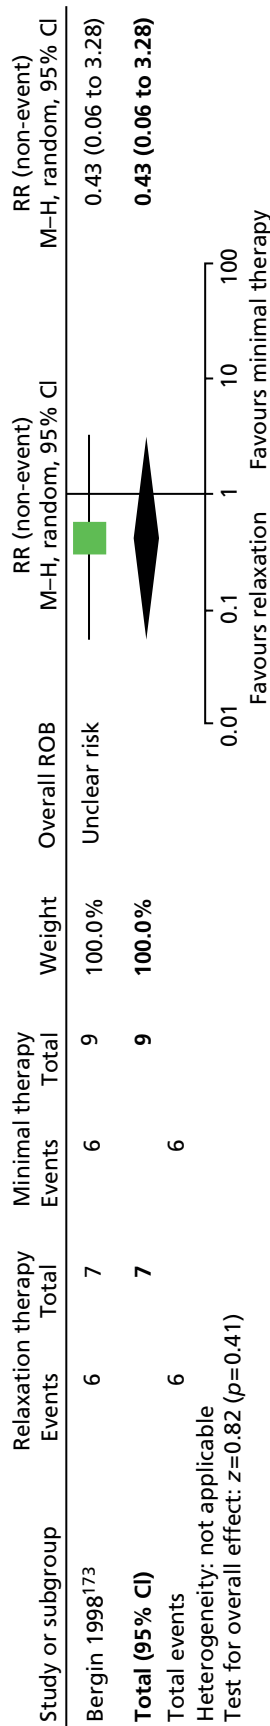 Relaxation therapy Minimal therapy RR (non-event) RR (non-event)
Study or subgroup Events Total Events Total Weight Overall ROB M–H, random, 95% CI M–H, random, 95% CI
Bergin 1998173 6 7 6 9 100.0% Unclear risk 0.43 (0.06 to 3.28)
Total (95% CI) 7 9 100.0% 0.43 (0.06 to 3.28)
Total events 6 6
Heterogeneity: not applicable
Test for overall effect: z=0.82 (p=0.41)
0.01 0.1 1 10 100
Favours relaxation Favours minimal therapy